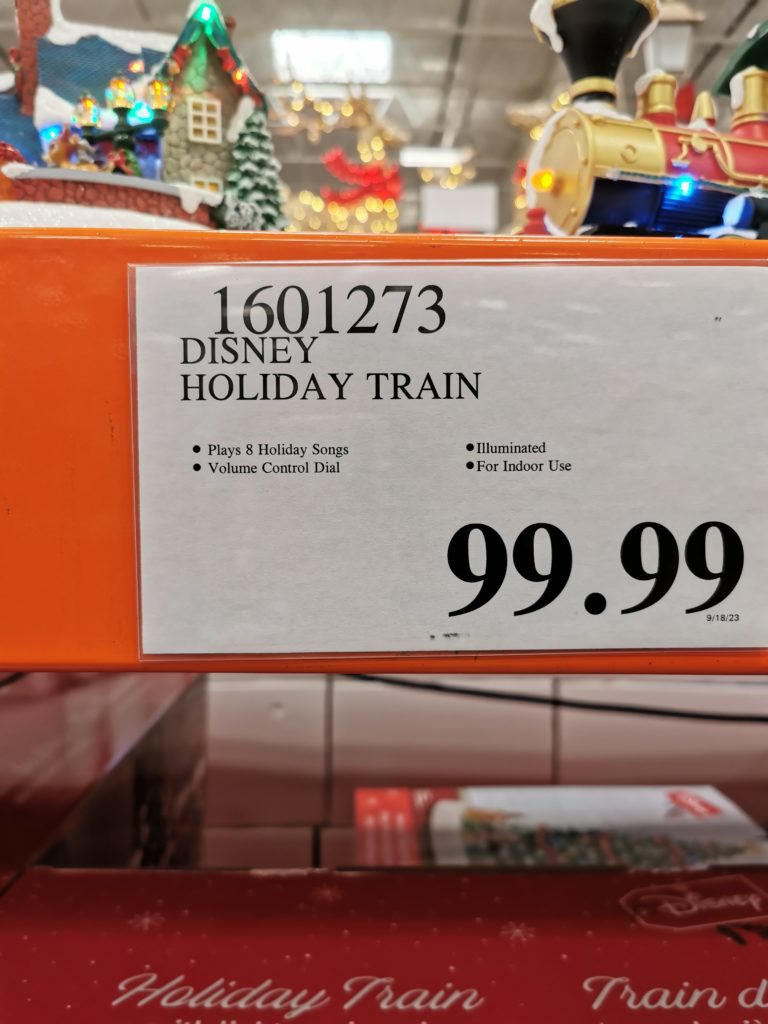 1601273
DISNEY
HOLIDAY TRAIN
• Plays 8 Holiday Songs
• Volume Control Dial
• Illuminated
• For Indoor Use
99.99
9/18/23
Disney
Holiday Train
Train d